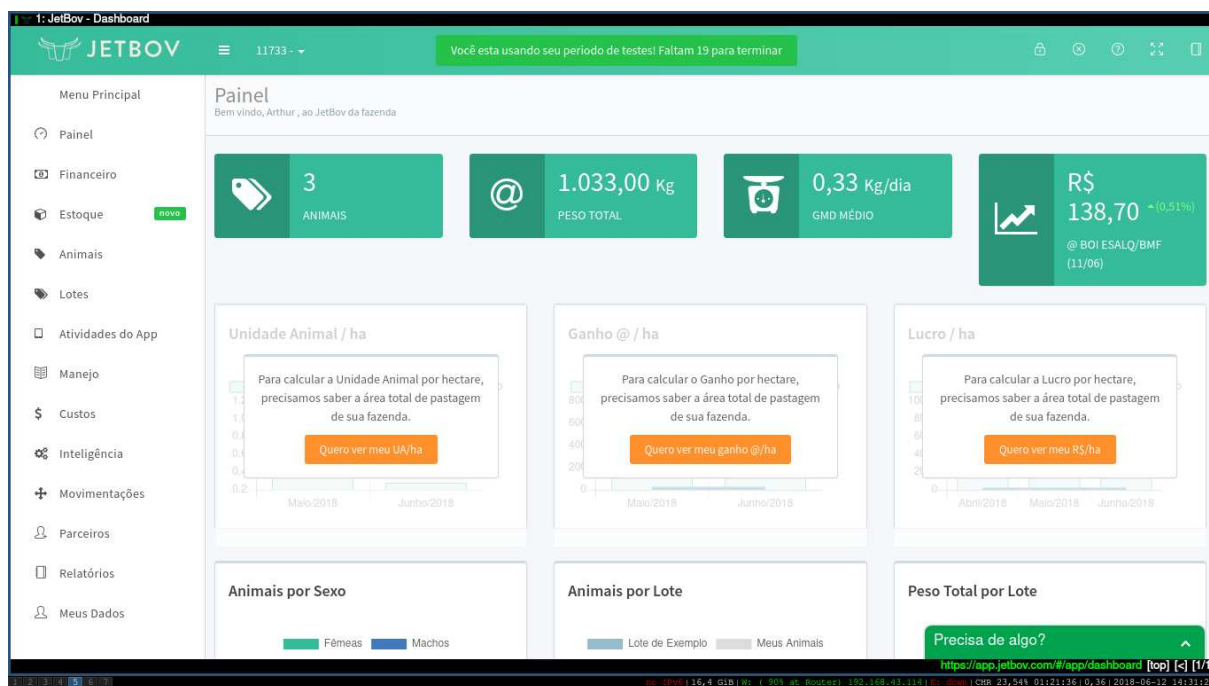 1: JetBov - Dashboard
JETBOV
11733 -
Você esta usando seu periodo de testes! Faltam 19 para terminar
Menu Principal
Painel
Financeiro
Estoque novo
Animais
Lotes
Atividades do App
Manejo
Custos
Inteligência
Movimentações
Parceiros
Relatórios
Meus Dados
Painel
Bem vindo, Arthur , ao JetBov da fazenda
3
ANIMAIS
@
1.033,00 Kg
PESO TOTAL
0,33 Kg/dia
GMD MÉDIO
R$
138,70 (0,51%)
@ BOI ESALQ/BMF
(11/06)
Unidade Animal / ha
Para calcular a Unidade Animal por hectare,
precisamos saber a área total de pastagem
de sua fazenda.
Quero ver meu UA/ha
0.2
Maio/2018 Junho/2018
Ganho @ / ha
Para calcular o Ganho por hectare,
precisamos saber a área total de pastagem
de sua fazenda.
Quero ver meu ganho @/ha
0
Maio/2018 Junho/2018
Lucro / ha
Para calcular a Lucro por hectare,
precisamos saber a área total de pastagem
de sua fazenda.
Quero ver meu R$/ha
0
Abril/2018 Maio/2018 Junho/2018
Animais por Sexo
Fêmeas Machos
Animais por Lote
Lote de Exemplo Meus Animais
Peso Total por Lote
Precisa de algo?
https://app.jetbov.com/#/app/dashboard [top] [<] [1/1
1 2 3 4 5 6 7
no IPv6|16,4 GiB|W: ( 90% at Router) 192.168.43.114|E: down|CHR 23,54% 01:21:36|0,36|2018-06-12 14:31:2